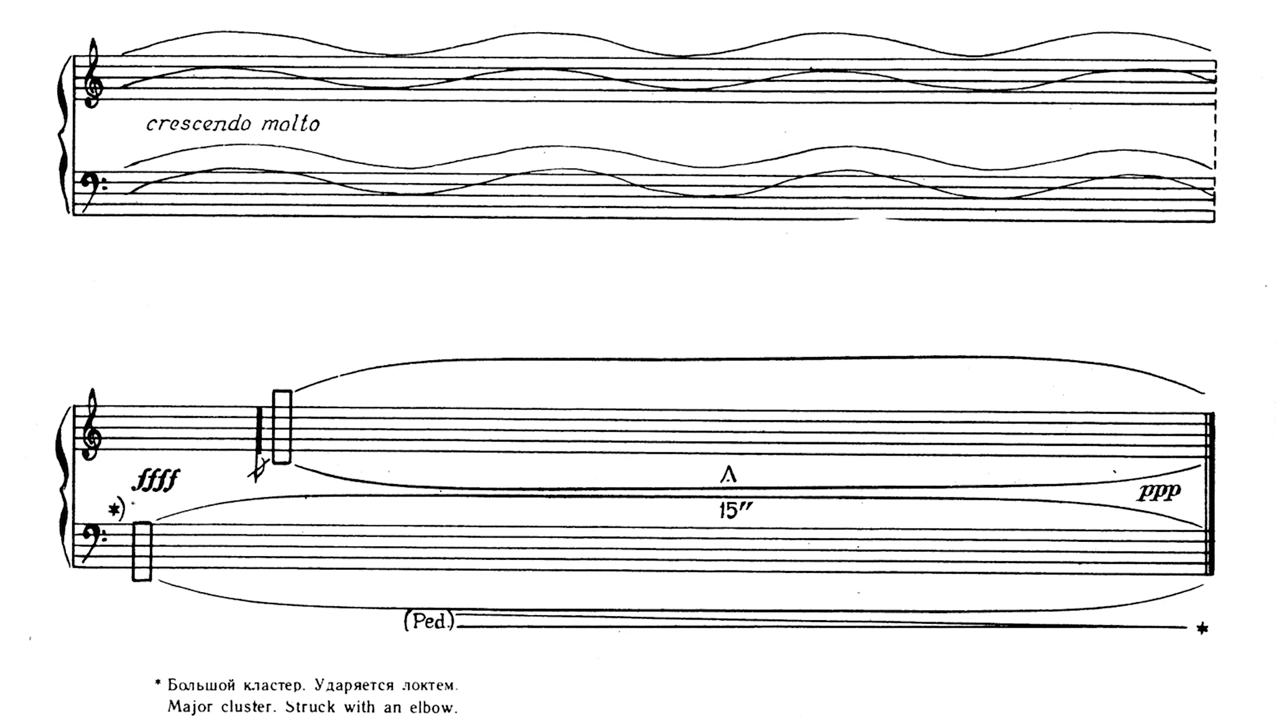 crescendo molto
ffff
*)
15″
ppp
(Ped.)
*
* Большой кластер. Ударяется локтем.
Major cluster. Struck with an elbow.